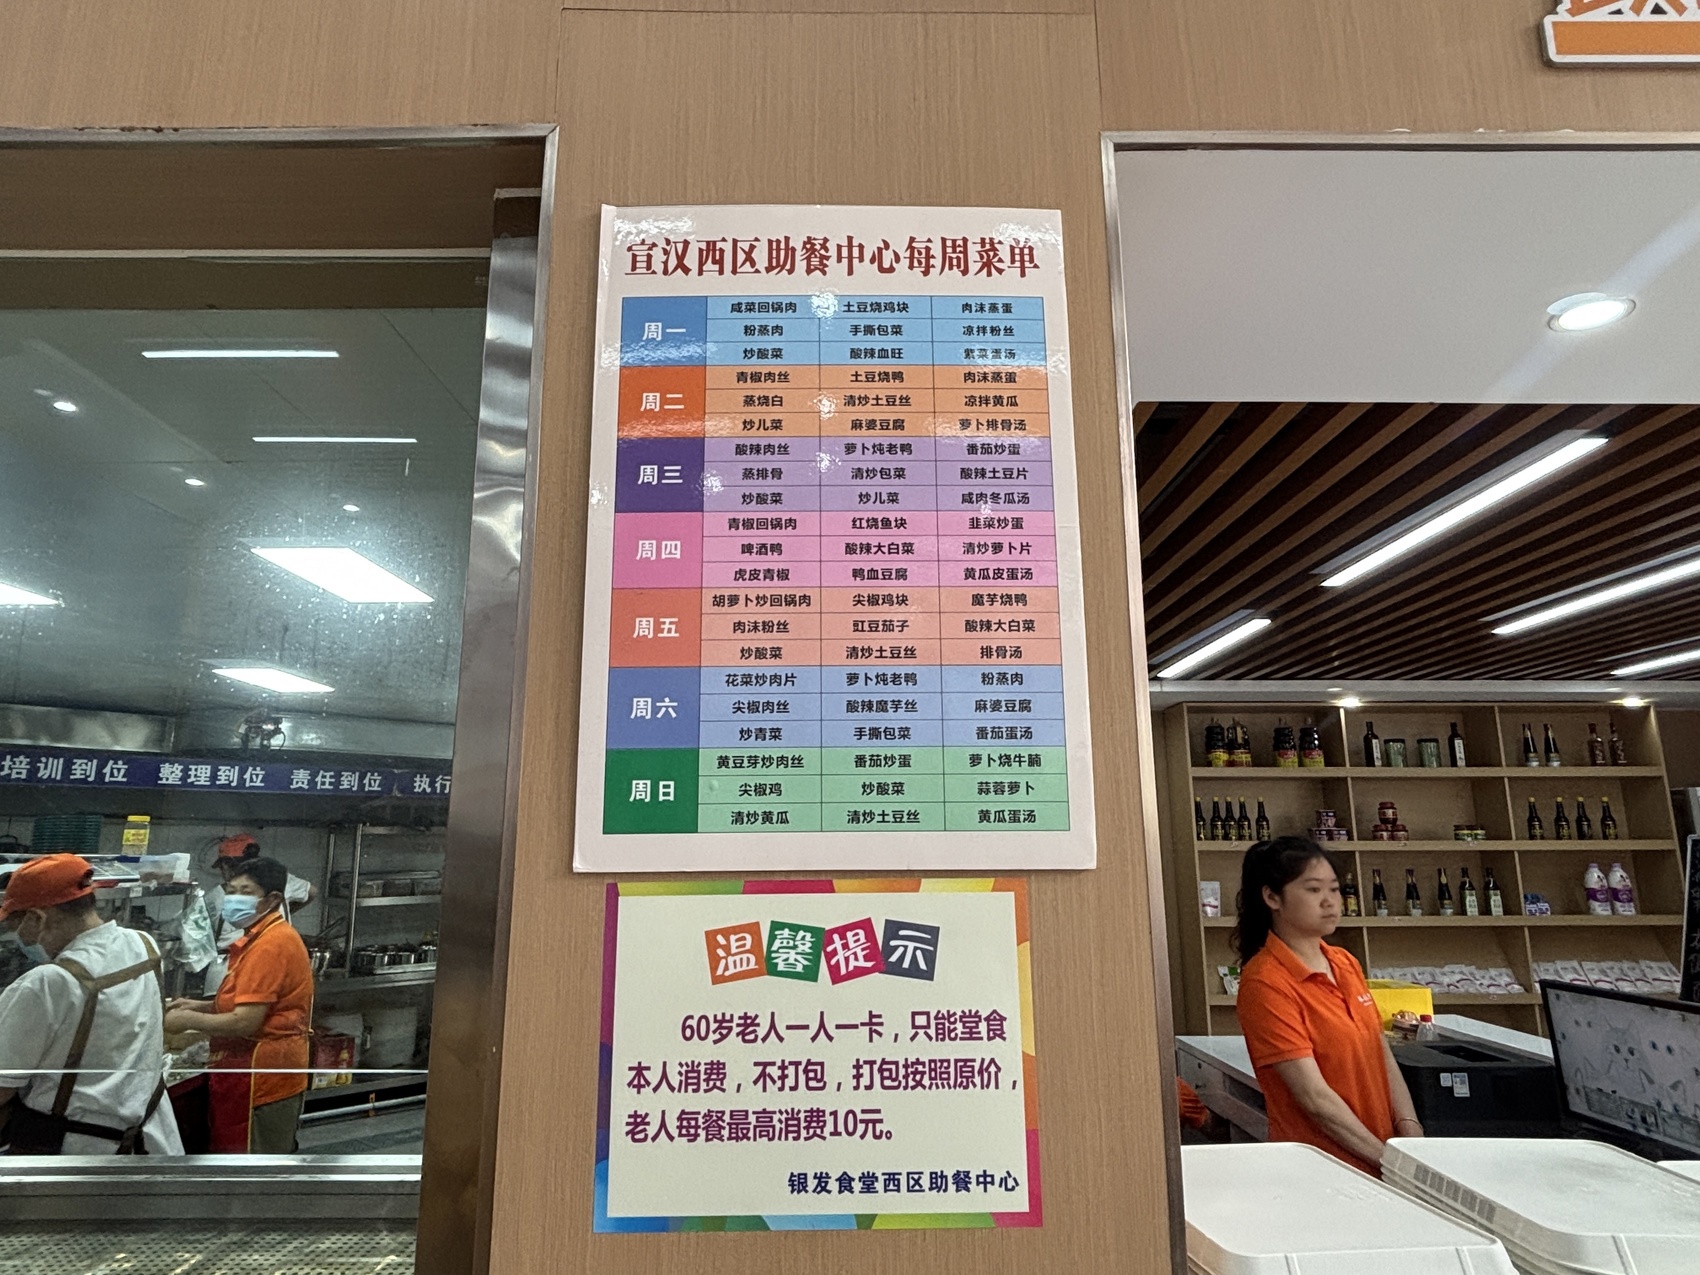 宣汉西区助餐中心每周菜单
周一
咸菜回锅肉 土豆烧鸡块 肉沫蒸蛋
粉蒸肉 手撕包菜 凉拌粉丝
炒酸菜 酸辣血旺 紫菜蛋汤
周二
青椒肉丝 土豆烧鸭 肉沫蒸蛋
蒸烧白 清炒土豆丝 凉拌黄瓜
炒儿菜 麻婆豆腐 萝卜排骨汤
周三
酸辣肉丝 萝卜炖老鸭 番茄炒蛋
蒸排骨 清炒包菜 酸辣土豆片
炒酸菜 炒儿菜 咸肉冬瓜汤
周四
青椒回锅肉 红烧鱼块 韭菜炒蛋
啤酒鸭 酸辣大白菜 清炒萝卜片
虎皮青椒 鸭血豆腐 黄瓜皮蛋汤
周五
胡萝卜炒回锅肉 尖椒鸡块 魔芋烧鸭
肉沫粉丝 豇豆茄子 酸辣大白菜
炒酸菜 清炒土豆丝 排骨汤
周六
花菜炒肉片 萝卜炖老鸭 粉蒸肉
尖椒肉丝 酸辣魔芋丝 麻婆豆腐
炒青菜 手撕包菜 番茄蛋汤
周日
黄豆芽炒肉丝 番茄炒蛋 萝卜烧牛腩
尖椒鸡 炒酸菜 蒜蓉萝卜
清炒黄瓜 清炒土豆丝 黄瓜蛋汤
培训到位 整理到位 责任到位 执行
温馨提示
60岁老人一人一卡，只能堂食
本人消费，不打包，打包按照原价，
老人每餐最高消费10元。
银发食堂西区助餐中心